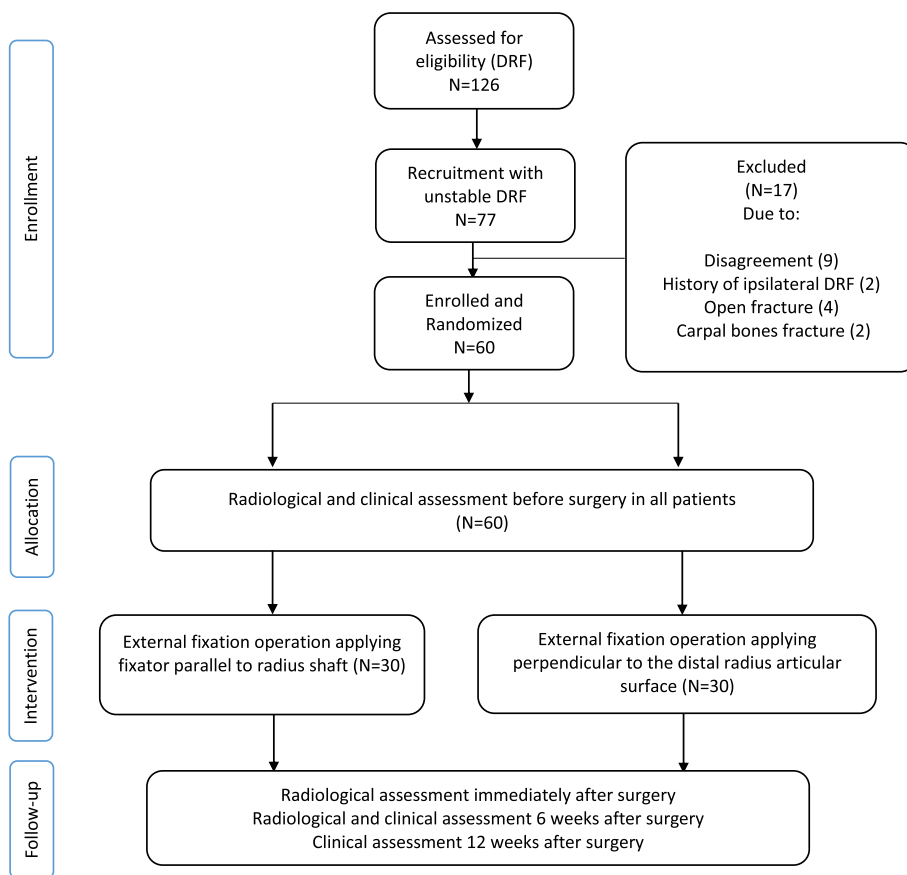 Enrollment
Assessed for
eligibility (DRF)
N=126
Recruitment with
unstable DRF
N=77
Excluded
(N=17)
Due to:
Disagreement (9)
History of ipsilateral DRF (2)
Open fracture (4)
Carpal bones fracture (2)
Enrolled and
Randomized
N=60
Allocation
Radiological and clinical assessment before surgery in all patients
(N=60)
Intervention
External fixation operation applying
fixator parallel to radius shaft (N=30)
External fixation operation applying
perpendicular to the distal radius articular
surface (N=30)
Follow-up
Radiological assessment immediately after surgery
Radiological and clinical assessment 6 weeks after surgery
Clinical assessment 12 weeks after surgery